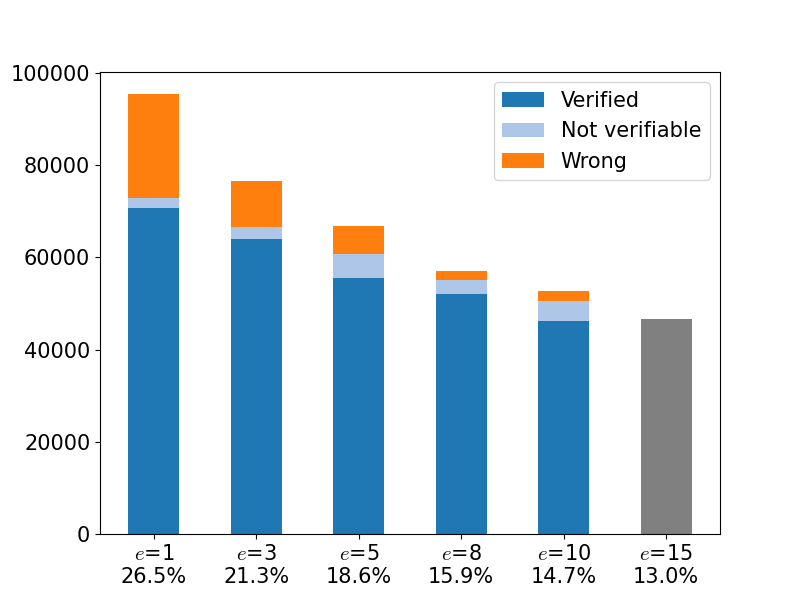 100000
80000
60000
40000
20000
0
Verified
Not verifiable
Wrong
e=1 e=3 e=5 e=8 e=10 e=15
26.5% 21.3% 18.6% 15.9% 14.7% 13.0%